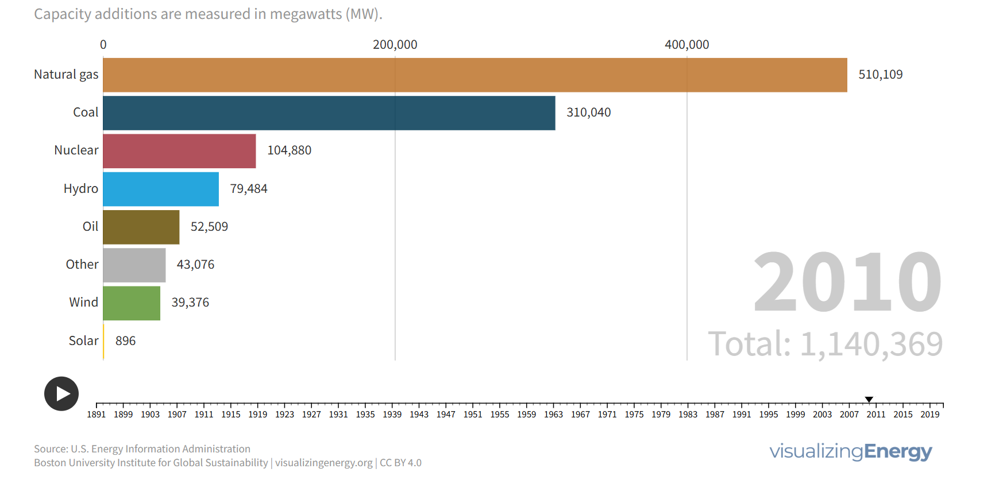 Capacity additions are measured in megawatts (MW).
0 200,000 400,000
Natural gas 510,109
Coal 310,040
Nuclear 104,880
Hydro 79,484
Oil 52,509
Other 43,076
Wind 39,376
Solar 896
2010
Total: 1,140,369
1891 1899 1903 1907 1911 1915 1919 1923 1927 1931 1935 1939 1943 1947 1951 1955 1959 1963 1967 1971 1975 1979 1983 1987 1991 1995 1999 2003 2007 2011 2015 2019
Source: U.S. Energy Information Administration
Boston University Institute for Global Sustainability | visualizingenergy.org | CC BY 4.0
visualizingEnergy